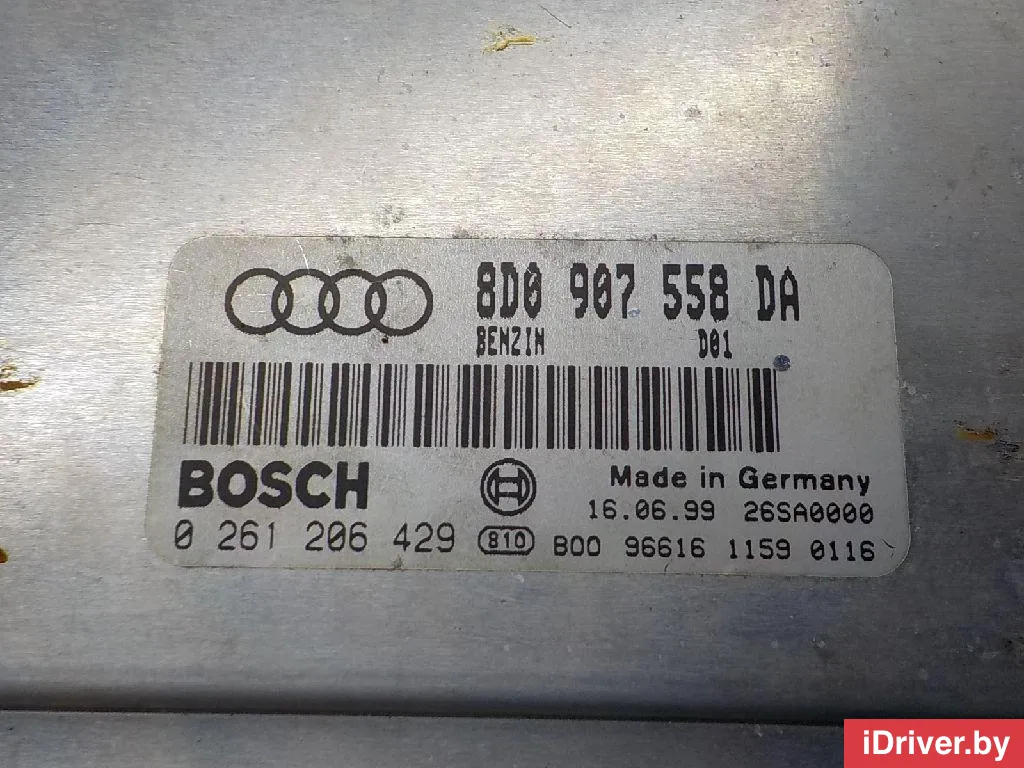 8D0 907 558 DA
BENZIN D01
BOSCH
Made in Germany
16.06.99 26SA0000
0 261 206 429 810 B00 96616 1159 0116
iDriver.by